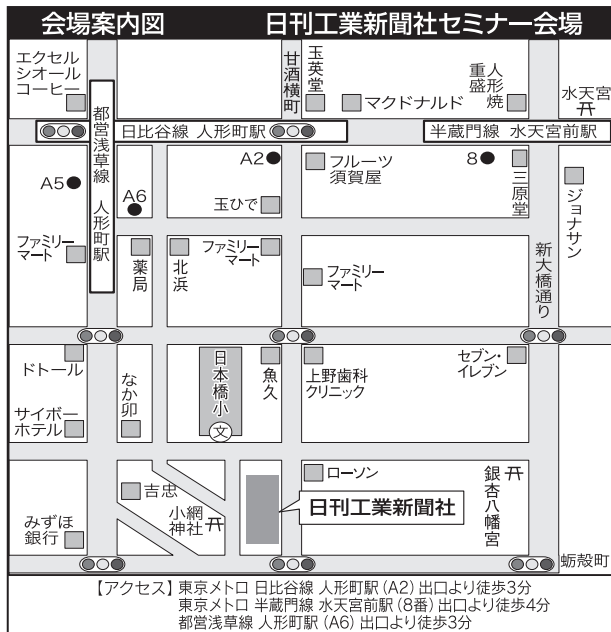 会場案内図　日刊工業新聞社セミナー会場
エクセル
シオール
コーヒー
都営浅草線 人形町駅
甘酒横町
玉英堂
マクドナルド
人形焼
重盛
水天宮
日比谷線 人形町駅
半蔵門線 水天宮前駅
A5
A6
A2
玉ひで
フルーツ
須賀屋
8
三原堂
ジョナサン
ファミリー
マート
薬局
北浜
ファミリー
マート
ファミリー
マート
新大橋通り
ドトール
なか卯
日本橋小
文
魚久
上野歯科
クリニック
セブン・
イレブン
サイボー
ホテル
吉忠
小網
神社
ローソン
日刊工業新聞社
銀杏八幡宮
みずほ
銀行
蛎殻町
【アクセス】東京メトロ 日比谷線 人形町駅(A2)出口より徒歩3分
東京メトロ 半蔵門線 水天宮前駅(8番)出口より徒歩4分
都営浅草線 人形町駅(A6)出口より徒歩3分